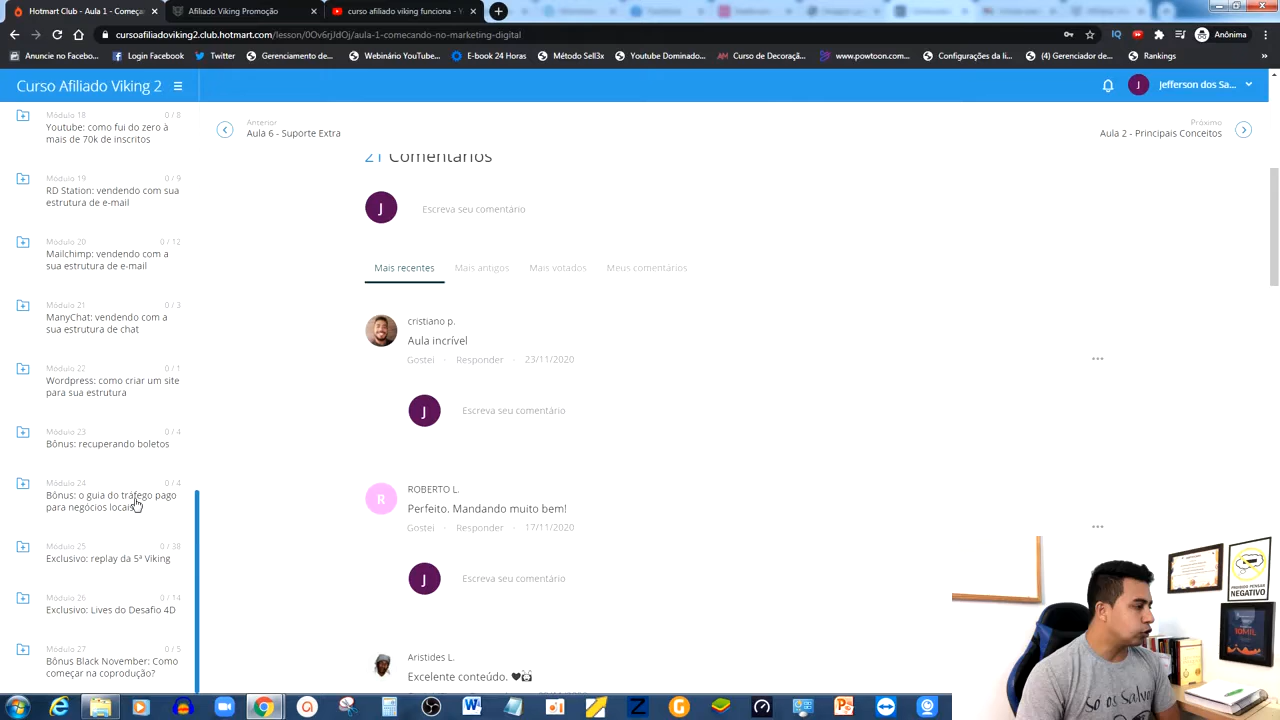 Hotmart Club - Aula 1 - Começar
Afiliado Viking Promoção
curso afiliado viking funciona - Y
cursoafiliadoviking2.club.hotmart.com/lesson/0Ov6rjJdOj/aula-1-comecando-no-marketing-digital
Anônima
Anuncie no Facebo...
Login Facebook
Twitter
Gerenciamento de...
Webinário YouTube...
E-book 24 Horas
Método Sell3x
Youtube Dominado...
Curso de Decoração...
www.powtoon.com...
Configurações da li...
(4) Gerenciador de...
Rankings
Curso Afiliado Viking 2
Jefferson dos Sa...
Módulo 18 0 / 8
Youtube: como fui do zero à
mais de 70k de inscritos
Módulo 19 0 / 9
RD Station: vendendo com sua
estrutura de e-mail
Módulo 20 0 / 12
Mailchimp: vendendo com a
sua estrutura de e-mail
Módulo 21 0 / 3
ManyChat: vendendo com a
sua estrutura de chat
Módulo 22 0 / 1
Wordpress: como criar um site
para sua estrutura
Módulo 23 0 / 4
Bônus: recuperando boletos
Módulo 24 0 / 4
Bônus: o guia do tráfego pago
para negócios locais
Módulo 25 0 / 38
Exclusivo: replay da 5ª Viking
Módulo 26 0 / 14
Exclusivo: Lives do Desafio 4D
Módulo 27 0 / 5
Bônus Black November: Como
começar na coprodução?
Anterior
Aula 6 - Suporte Extra
Próximo
Aula 2 - Principais Conceitos
21 Comentários
J
Escreva seu comentário
Mais recentes Mais antigos Mais votados Meus comentários
cristiano p.
Aula incrível
Gostei Responder 23/11/2020
J
Escreva seu comentário
R
ROBERTO L.
Perfeito. Mandando muito bem!
Gostei Responder 17/11/2020
J
Escreva seu comentário
Aristides L.
Excelente conteúdo.
PROIBIDO PENSAR
NEGATIVO
10MIL
Só os Salvos